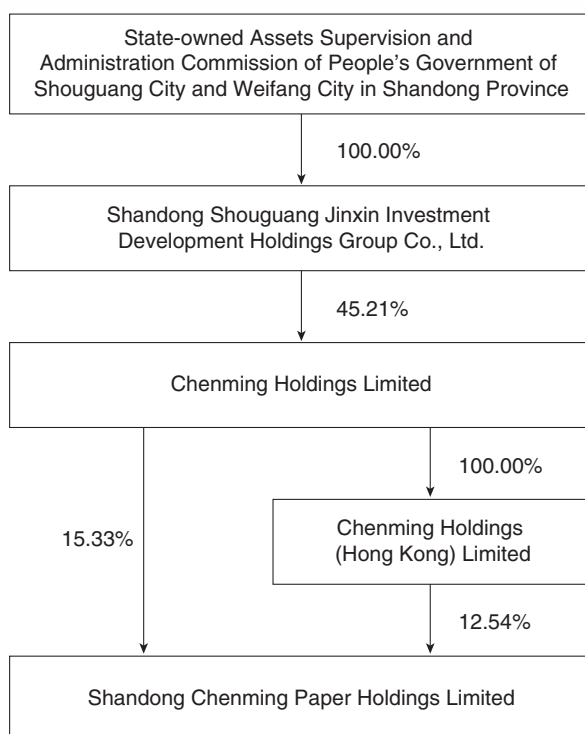 State-owned Assets Supervision and
Administration Commission of People's Government of
Shouguang City and Weifang City in Shandong Province
100.00%
Shandong Shouguang Jinxin Investment
Development Holdings Group Co., Ltd.
45.21%
Chenming Holdings Limited
100.00%
15.33%
Chenming Holdings
(Hong Kong) Limited
12.54%
Shandong Chenming Paper Holdings Limited